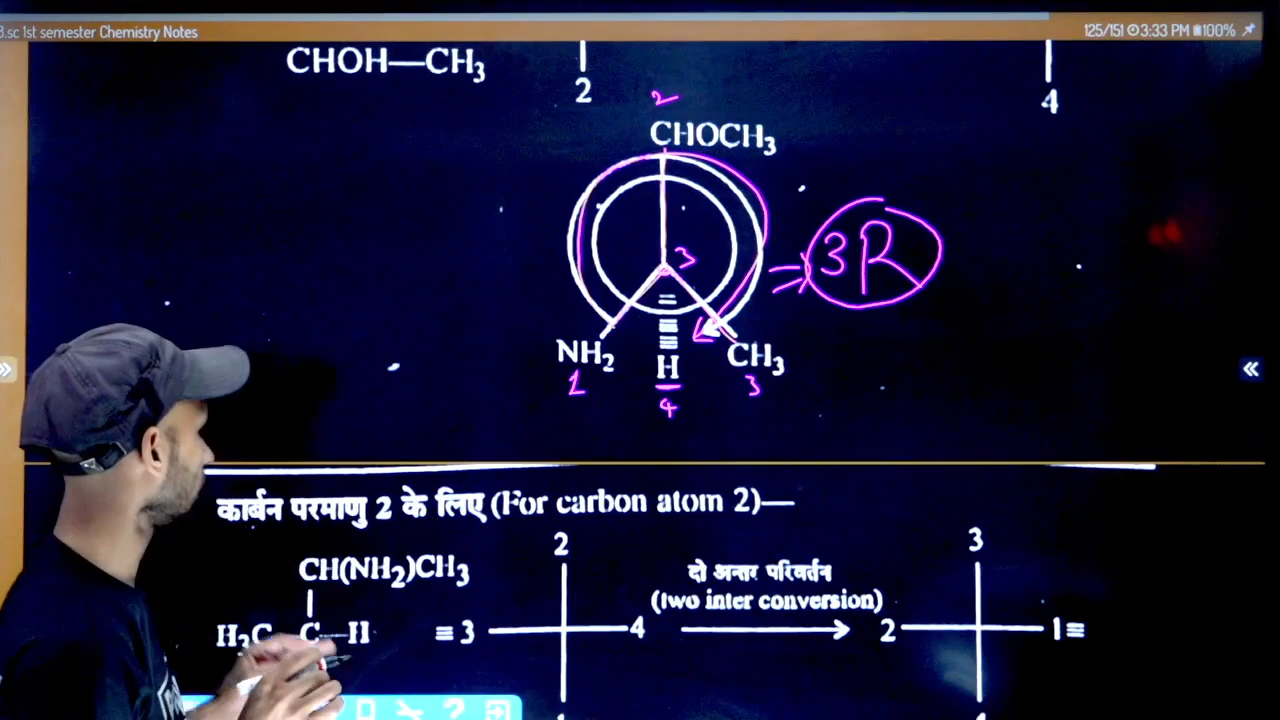 B.sc 1st semester Chemistry Notes 125/151 3:33 PM 100%
CHOH—CH₃
2 4
2
CHOCH₃
3
⇒ 3R
NH₂ H CH₃
1 4 3
कार्बन परमाणु 2 के लिए (For carbon atom 2)—
2 3
CH(NH₂)CH₃ दो अन्तर परिवर्तन
(two inter conversion)
H₃C C—H ≡ 3 4 2 1 ≡